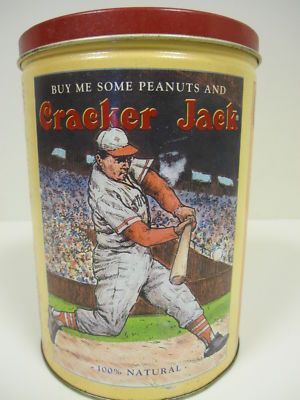 BUY ME SOME PEANUTS AND
Cracker Jack
· 100% NATURAL ·